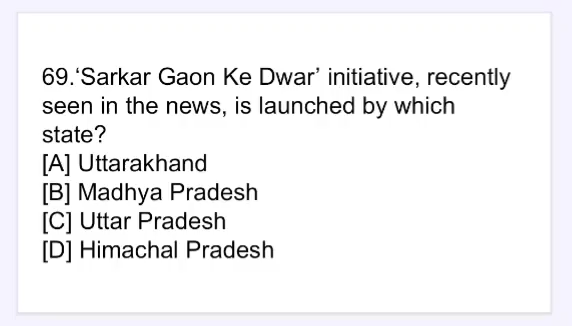 69.‘Sarkar Gaon Ke Dwar’ initiative, recently
seen in the news, is launched by which
state?
[A] Uttarakhand
[B] Madhya Pradesh
[C] Uttar Pradesh
[D] Himachal Pradesh